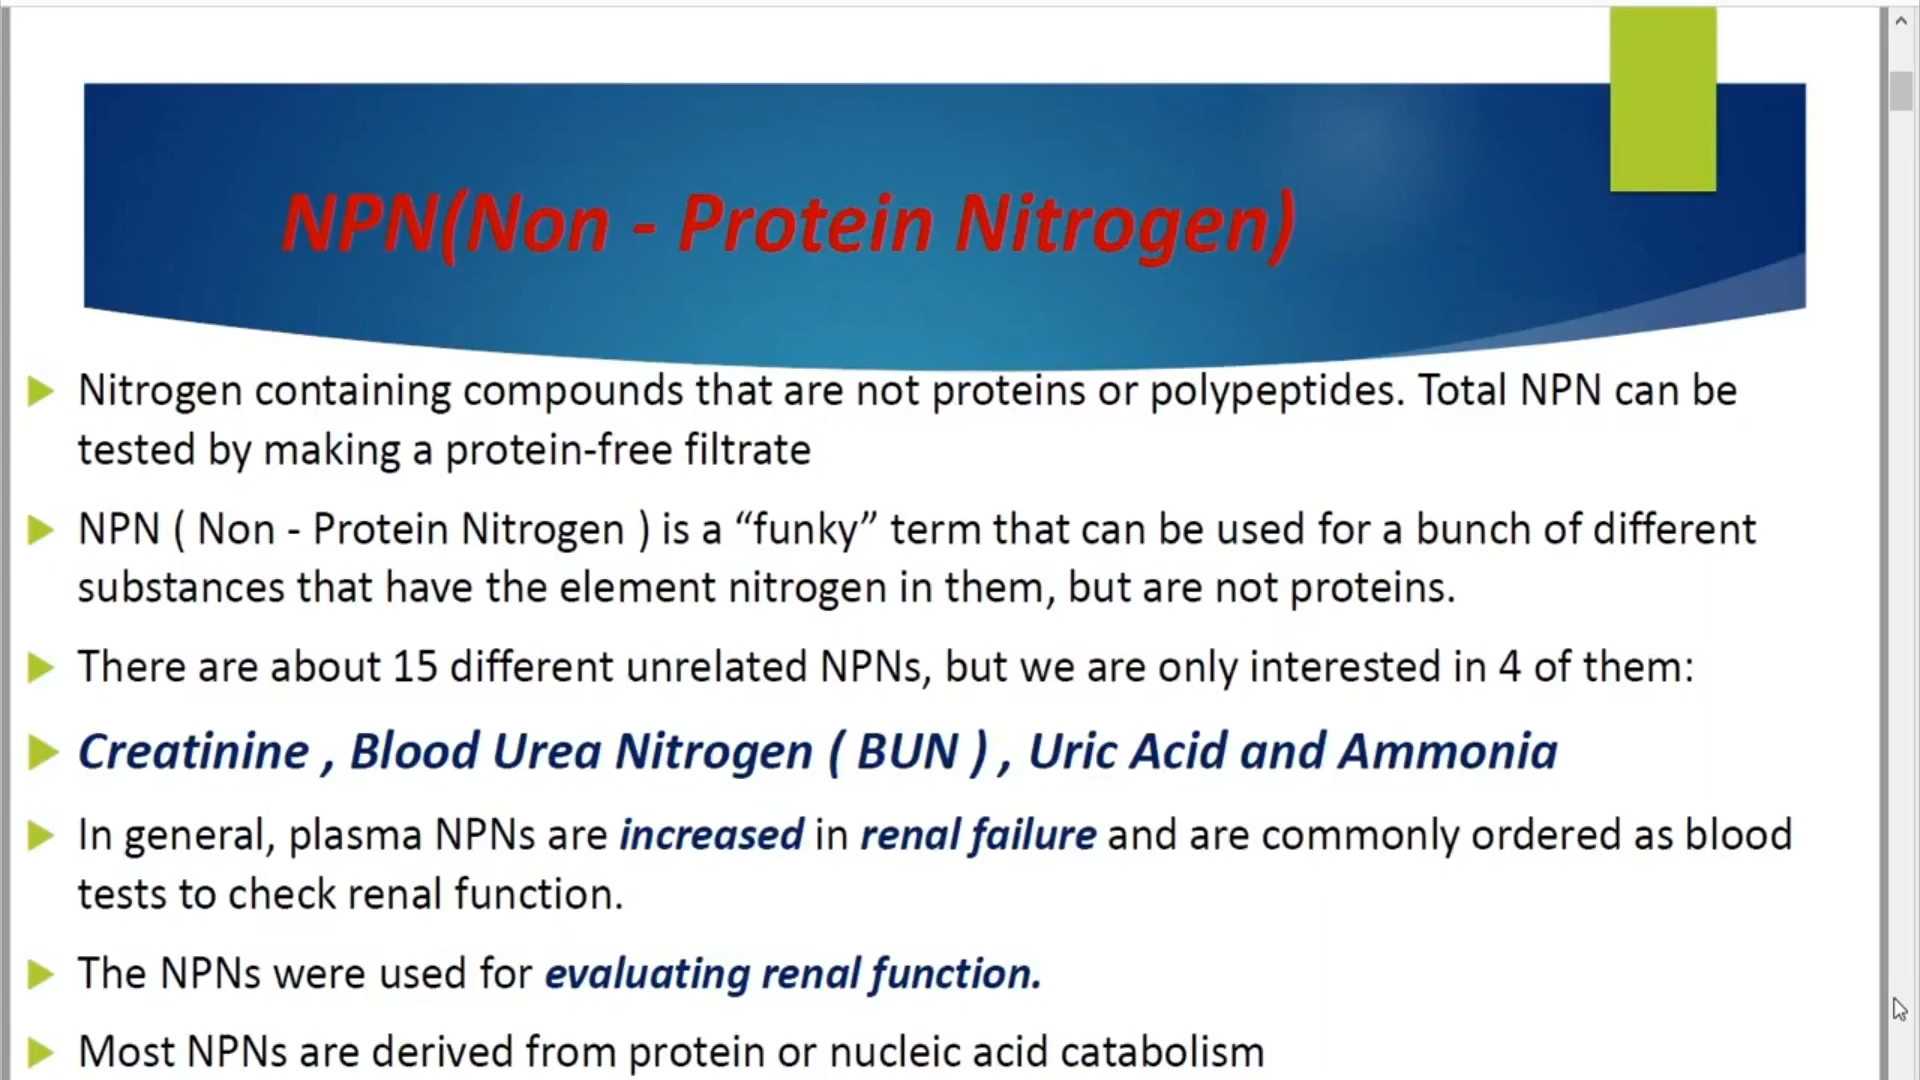 NPN(Non - Protein Nitrogen)
Nitrogen containing compounds that are not proteins or polypeptides. Total NPN can be
tested by making a protein-free filtrate
NPN ( Non - Protein Nitrogen ) is a “funky” term that can be used for a bunch of different
substances that have the element nitrogen in them, but are not proteins.
There are about 15 different unrelated NPNs, but we are only interested in 4 of them:
Creatinine , Blood Urea Nitrogen ( BUN ) , Uric Acid and Ammonia
In general, plasma NPNs are increased in renal failure and are commonly ordered as blood
tests to check renal function.
The NPNs were used for evaluating renal function.
Most NPNs are derived from protein or nucleic acid catabolism